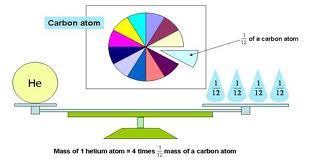 Carbon atom
1/12 of a carbon atom
He
1/12 1/12 1/12 1/12
Mass of 1 helium atom = 4 times 1/12 mass of a carbon atom